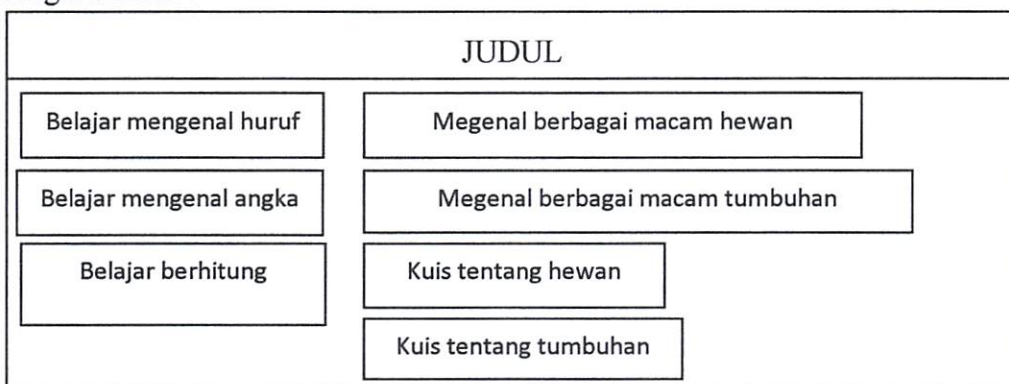 JUDUL
Belajar mengenal huruf
Megenal berbagai macam hewan
Belajar mengenal angka
Megenal berbagai macam tumbuhan
Belajar berhitung
Kuis tentang hewan
Kuis tentang tumbuhan